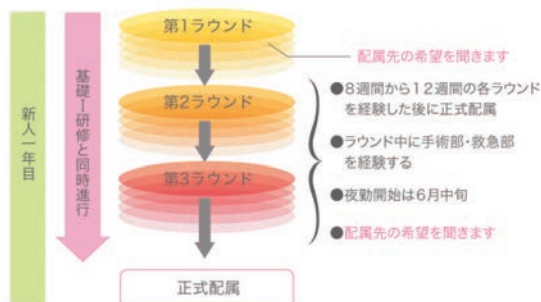 新人一年目
基礎Ⅰ研修と同時進行
第1ラウンド
配属先の希望を聞きます
第2ラウンド
●8週間から12週間の各ラウンド
を経験した後に正式配属
●ラウンド中に手術部・救急部
を経験する
第3ラウンド
●夜勤開始は6月中旬
●配属先の希望を聞きます
正式配属